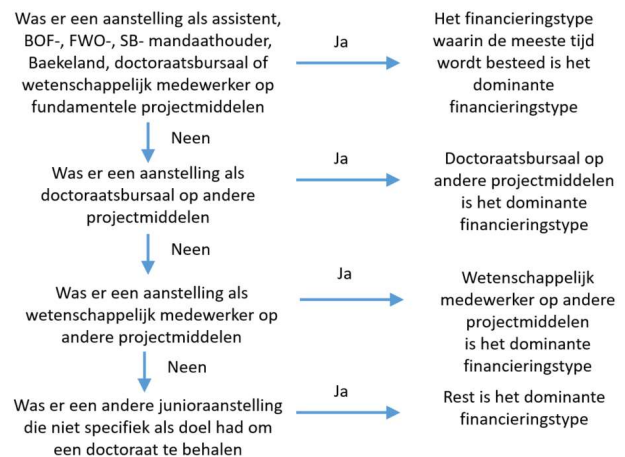 Was er een aanstelling als assistent,
BOF-, FWO-, SB- mandaathouder,
Baekeland, doctoraatsbursaal of
wetenschappelijk medewerker op
fundamentele projectmiddelen
Ja
Het financieringstype
waarin de meeste tijd
wordt besteed is het
dominante
financieringstype
Neen
Was er een aanstelling als
doctoraatsbursaal op andere
projectmiddelen
Ja
Doctoraatsbursaal op
andere projectmiddelen
is het dominante
financieringstype
Neen
Was er een aanstelling als
wetenschappelijk medewerker op
andere projectmiddelen
Ja
Wetenschappelijk
medewerker op andere
projectmiddelen
is het dominante
financieringstype
Neen
Was er een andere junioraanstelling
die niet specifiek als doel had om
een doctoraat te behalen
Ja
Rest is het dominante
financieringstype